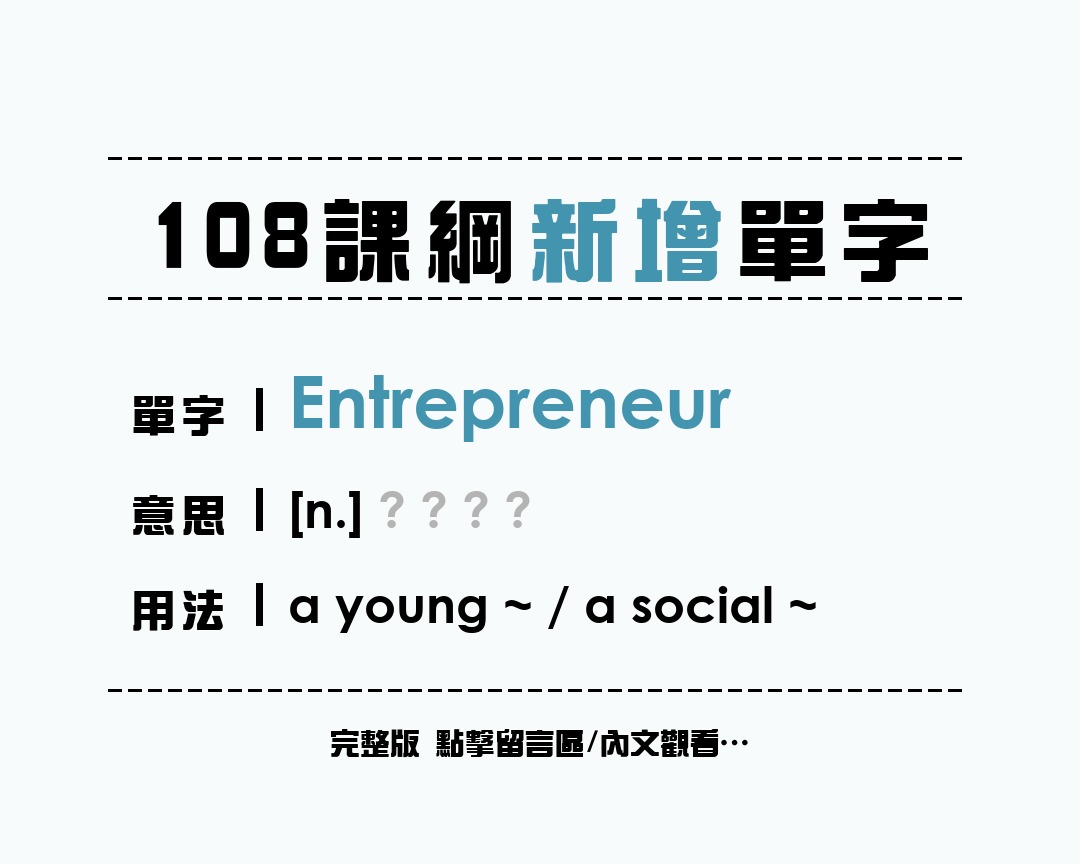 108課綱新增單字
單字 | Entrepreneur
意思 | [n.] ????
用法 | a young ~ / a social ~
完整版 點擊留言區/內文觀看…